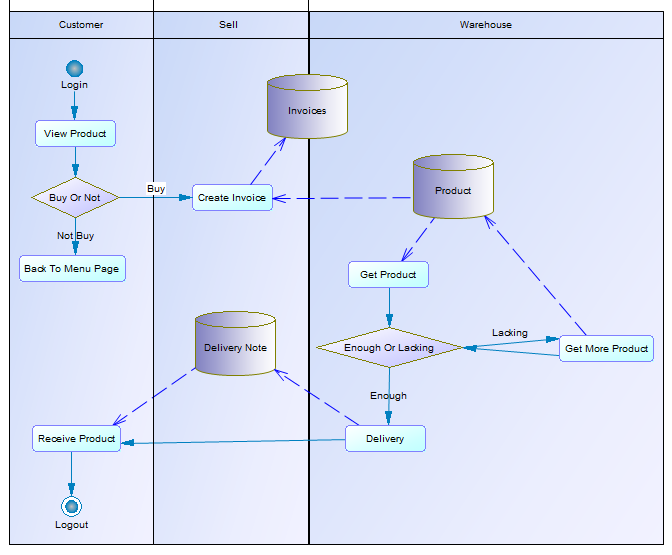 Customer
Sell
Warehouse
Login
Invoices
View Product
Buy Or Not
Buy
Create Invoice
Product
Not Buy
Back To Menu Page
Get Product
Delivery Note
Enough Or Lacking
Lacking
Get More Product
Enough
Receive Product
Delivery
Logout